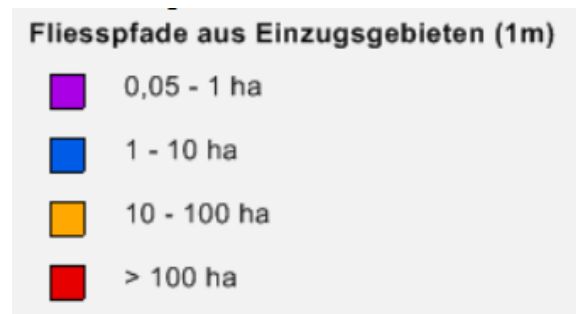 Fliesspfade aus Einzugsgebieten (1m)
0,05 - 1 ha
1 - 10 ha
10 - 100 ha
> 100 ha